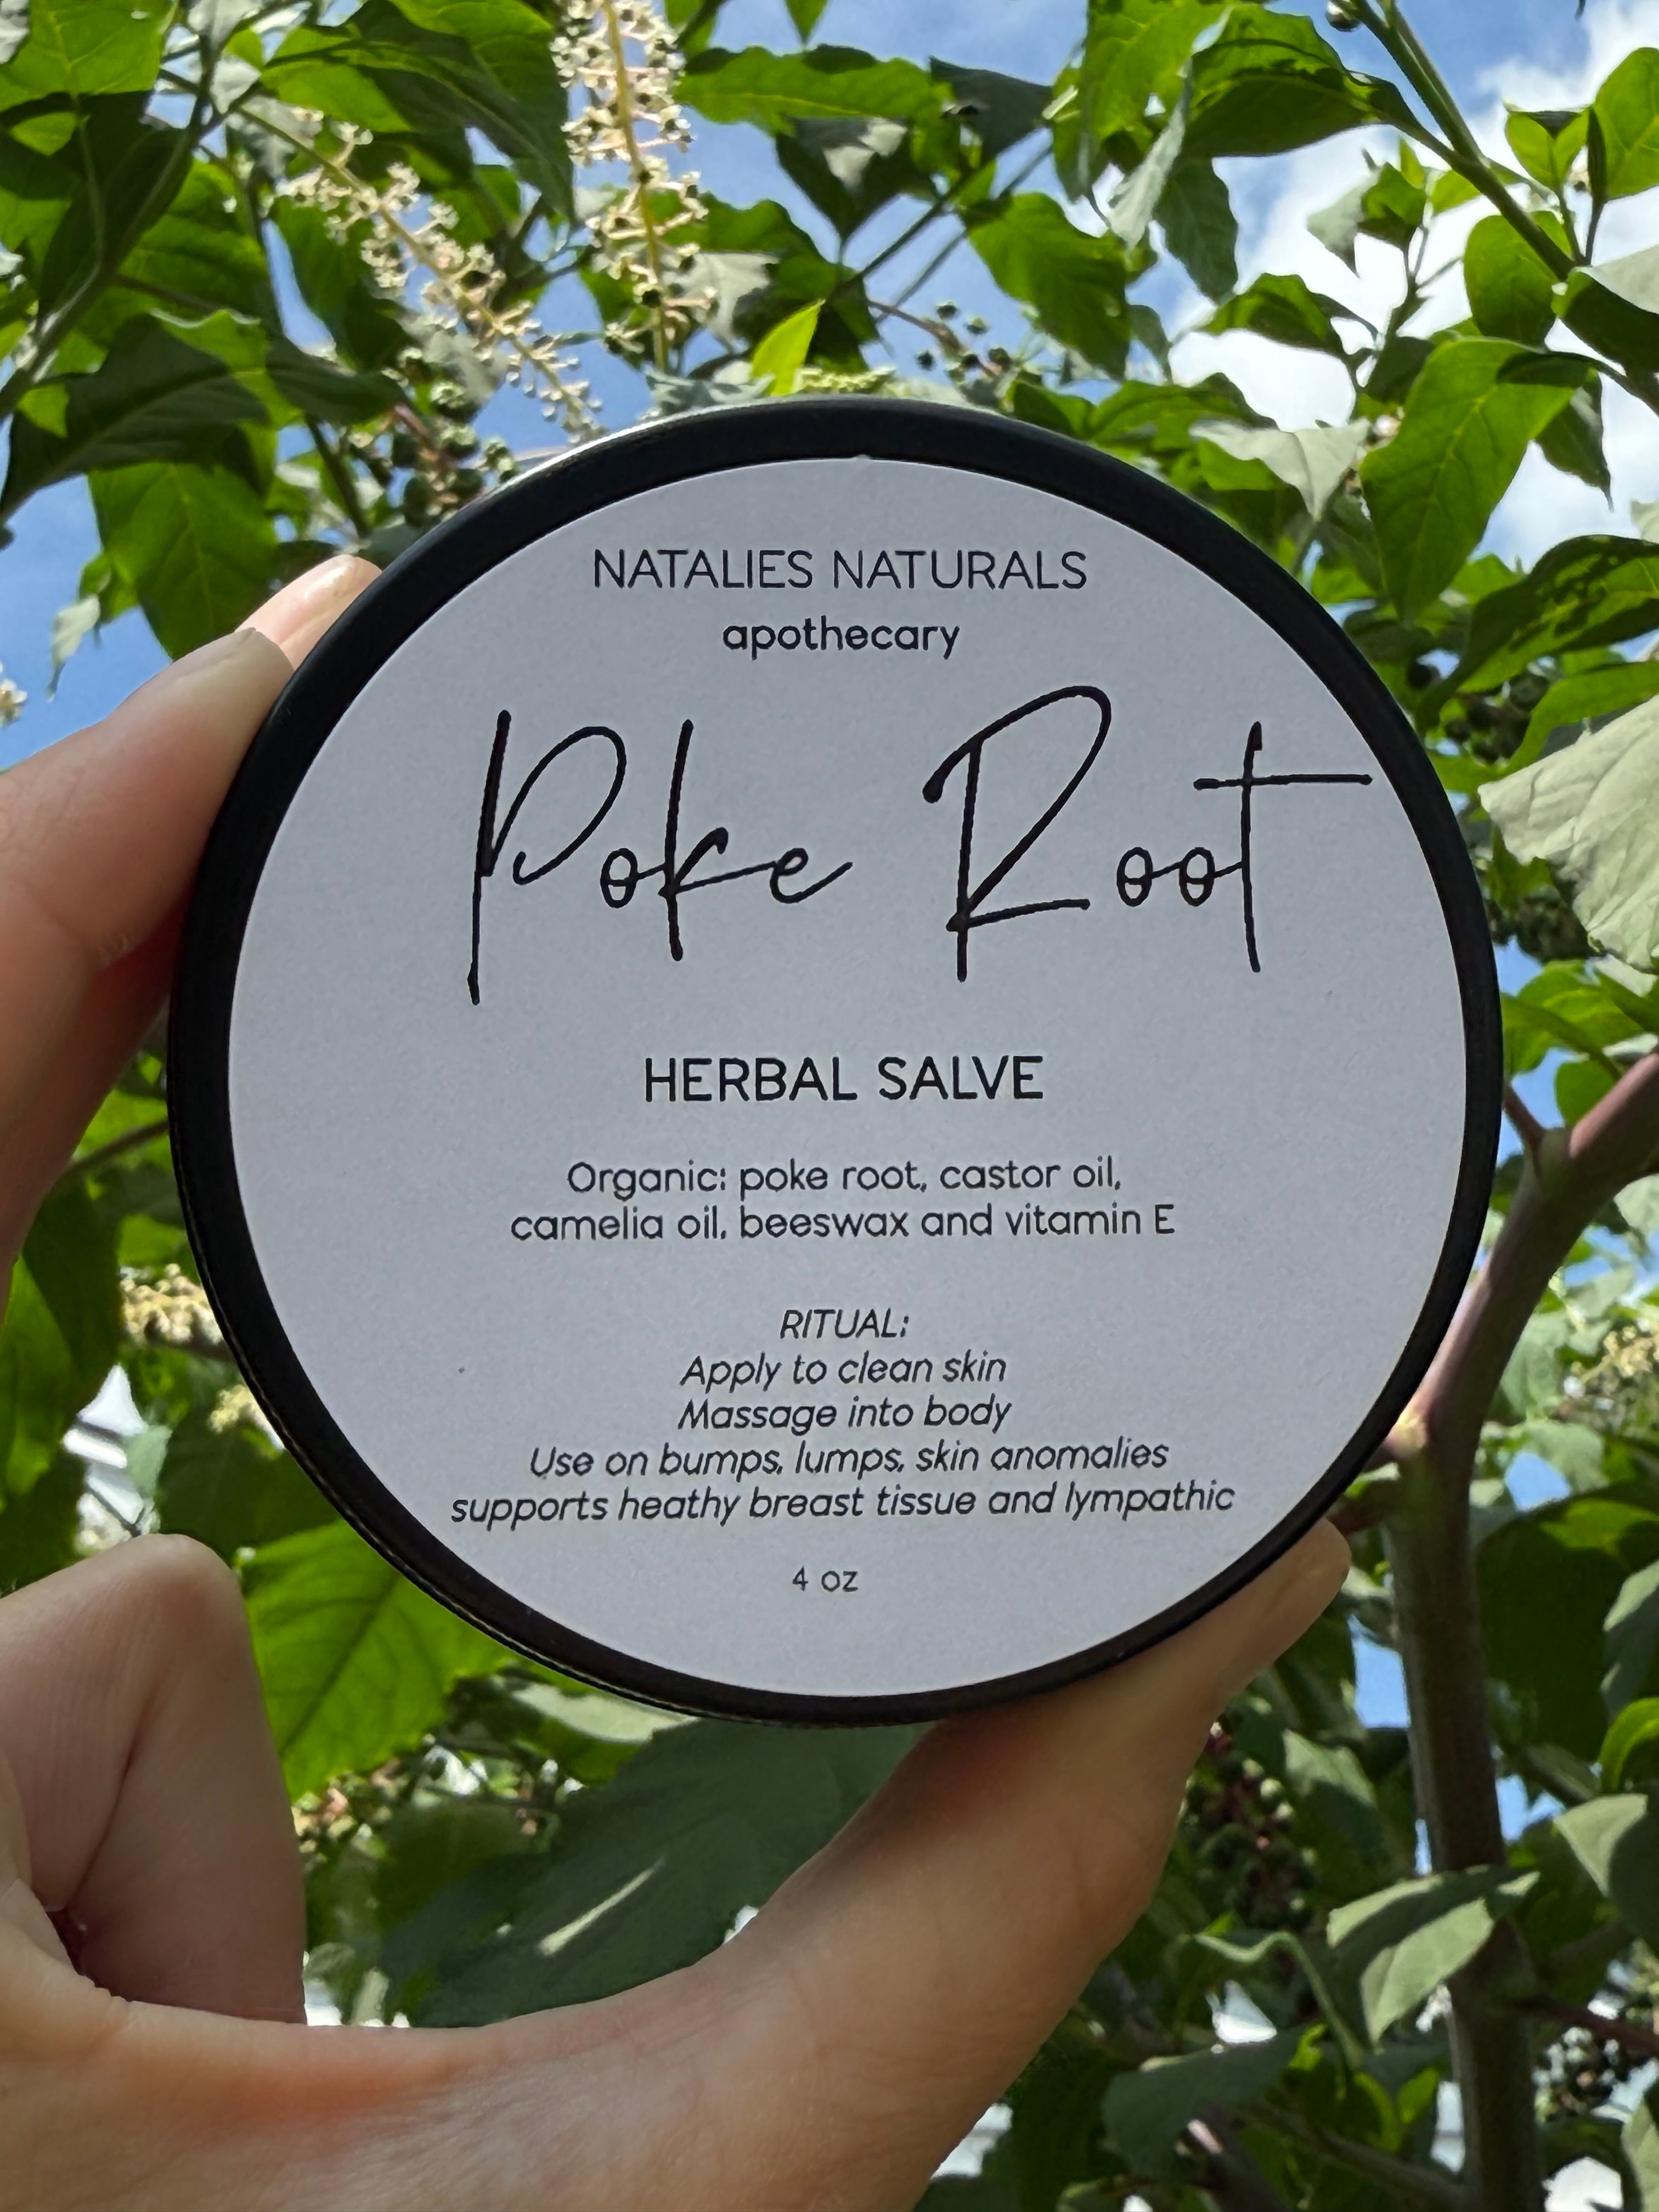 NATALIES NATURALS
apothecary
Poke Root
HERBAL SALVE
Organic: poke root, castor oil,
camelia oil, beeswax and vitamin E
RITUAL:
Apply to clean skin
Massage into body
Use on bumps, lumps, skin anomalies
supports heathy breast tissue and lympathic
4 oz